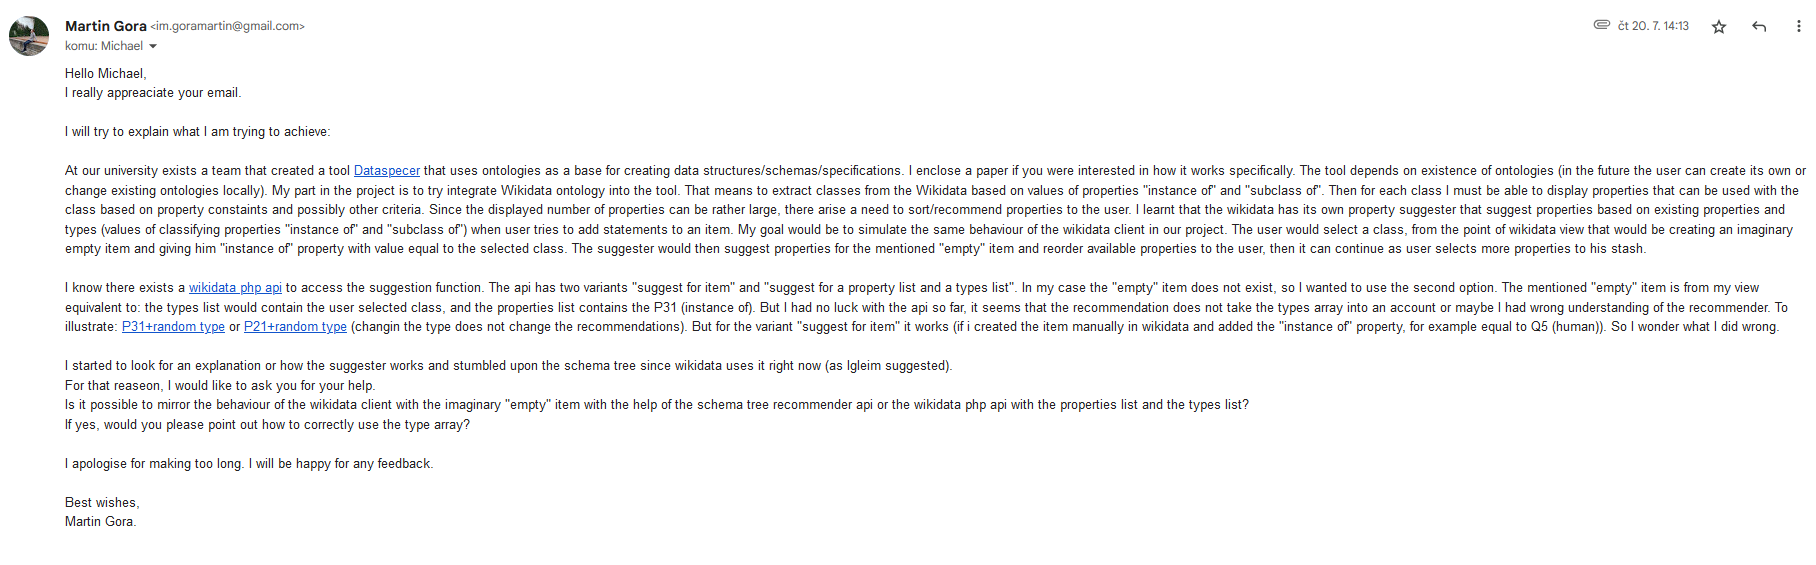 Martin Gora <im.goramartin@gmail.com>
čt 20. 7. 14:13
komu: Michael
Hello Michael,
I really appreaciate your email.
I will try to explain what I am trying to achieve:
At our university exists a team that created a tool Dataspecer that uses ontologies as a base for creating data structures/schemas/specifications. I enclose a paper if you were interested in how it works specifically. The tool depends on existence of ontologies (in the future the user can create its own or
change existing ontologies locally). My part in the project is to try integrate Wikidata ontology into the tool. That means to extract classes from the Wikidata based on values of properties "instance of" and "subclass of". Then for each class I must be able to display properties that can be used with the
class based on property constaints and possibly other criteria. Since the displayed number of properties can be rather large, there arise a need to sort/recommend properties to the user. I learnt that the wikidata has its own property suggester that suggest properties based on existing properties and
types (values of classifying properties "instance of" and "subclass of") when user tries to add statements to an item. My goal would be to simulate the same behaviour of the wikidata client in our project. The user would select a class, from the point of wikidata view that would be creating an imaginary
empty item and giving him "instance of" property with value equal to the selected class. The suggester would then suggest properties for the mentioned "empty" item and reorder available properties to the user, then it can continue as user selects more properties to his stash.
I know there exists a wikidata php api to access the suggestion function. The api has two variants "suggest for item" and "suggest for a property list and a types list". In my case the "empty" item does not exist, so I wanted to use the second option. The mentioned "empty" item is from my view
equivalent to: the types list would contain the user selected class, and the properties list contains the P31 (instance of). But I had no luck with the api so far, it seems that the recommendation does not take the types array into an account or maybe I had wrong understanding of the recommender. To
illustrate: P31+random type or P21+random type (changin the type does not change the recommendations). But for the variant "suggest for item" it works (if i created the item manually in wikidata and added the "instance of" property, for example equal to Q5 (human)). So I wonder what I did wrong.
I started to look for an explanation or how the suggester works and stumbled upon the schema tree since wikidata uses it right now (as lgleim suggested).
For that reaseon, I would like to ask you for your help.
Is it possible to mirror the behaviour of the wikidata client with the imaginary "empty" item with the help of the schema tree recommender api or the wikidata php api with the properties list and the types list?
If yes, would you please point out how to correctly use the type array?
I apologise for making too long. I will be happy for any feedback.
Best wishes,
Martin Gora.